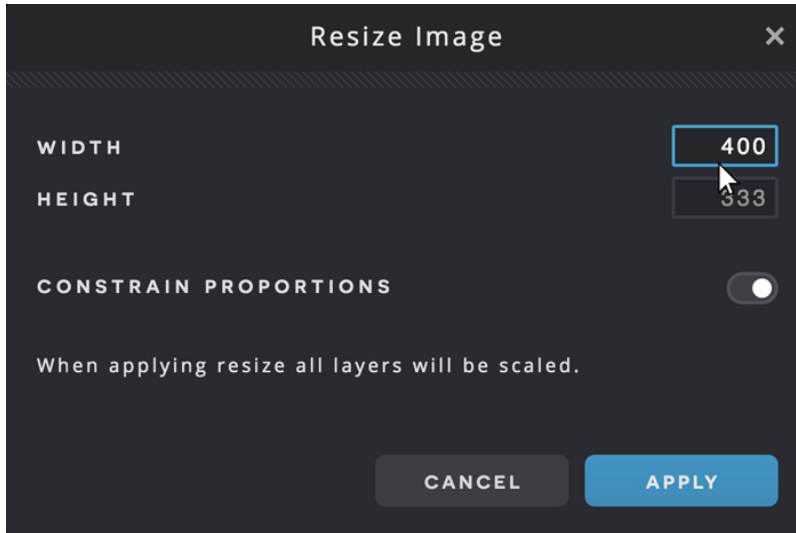 Resize Image
WIDTH 400
HEIGHT 333
CONSTRAIN PROPORTIONS
When applying resize all layers will be scaled.
CANCEL APPLY